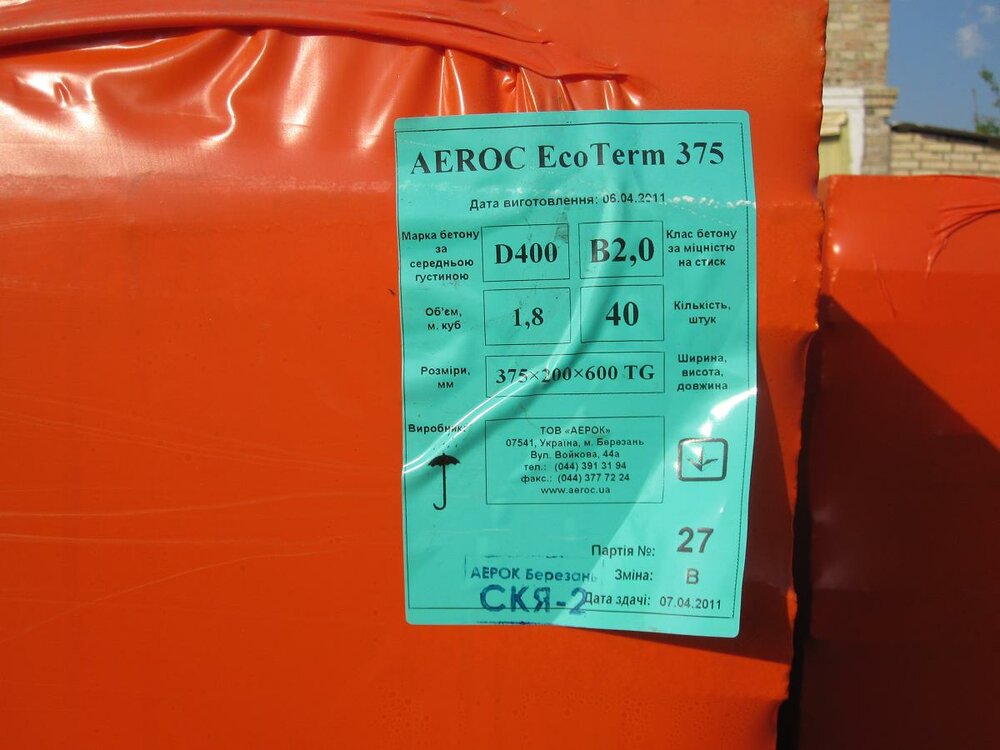 AEROC EcoTerm 375
Дата виготовлення: 06.04.2011
Марка бетону
за
середньою
густиною
D400
B2,0
Клас бетону
за міцністю
на стиск
Об'єм,
м. куб
1,8
40
Кількість,
штук
Розміри,
мм
375×200×600 TG
Ширина,
висота,
довжина
Виробник:
ТОВ «АЕРОК»
07541, Україна, м. Березань
Вул. Войкова, 44а
тел.: (044) 391 31 94
факс.: (044) 377 72 24
www.aeroc.ua
Партія №: 27
Зміна: В
Дата здачі: 07.04.2011
АЕРОК Березань
СКЯ-2